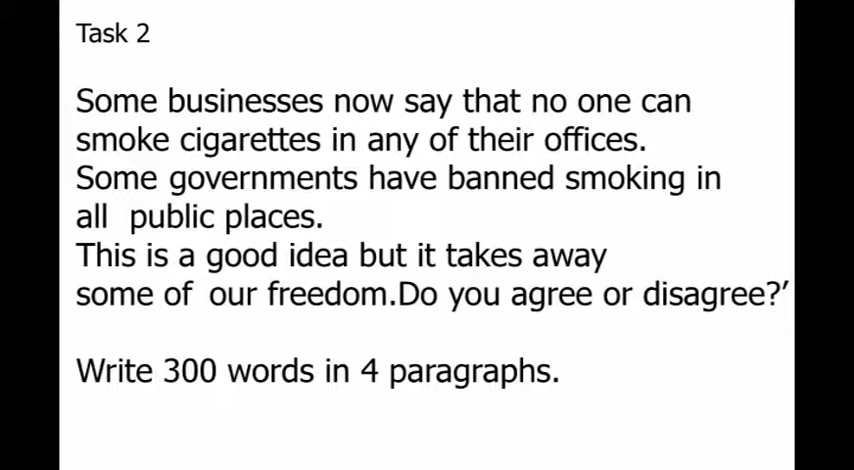 Task 2
Some businesses now say that no one can
smoke cigarettes in any of their offices.
Some governments have banned smoking in
all  public places.
This is a good idea but it takes away
some of  our freedom.Do you agree or disagree?’
Write 300 words in 4 paragraphs.